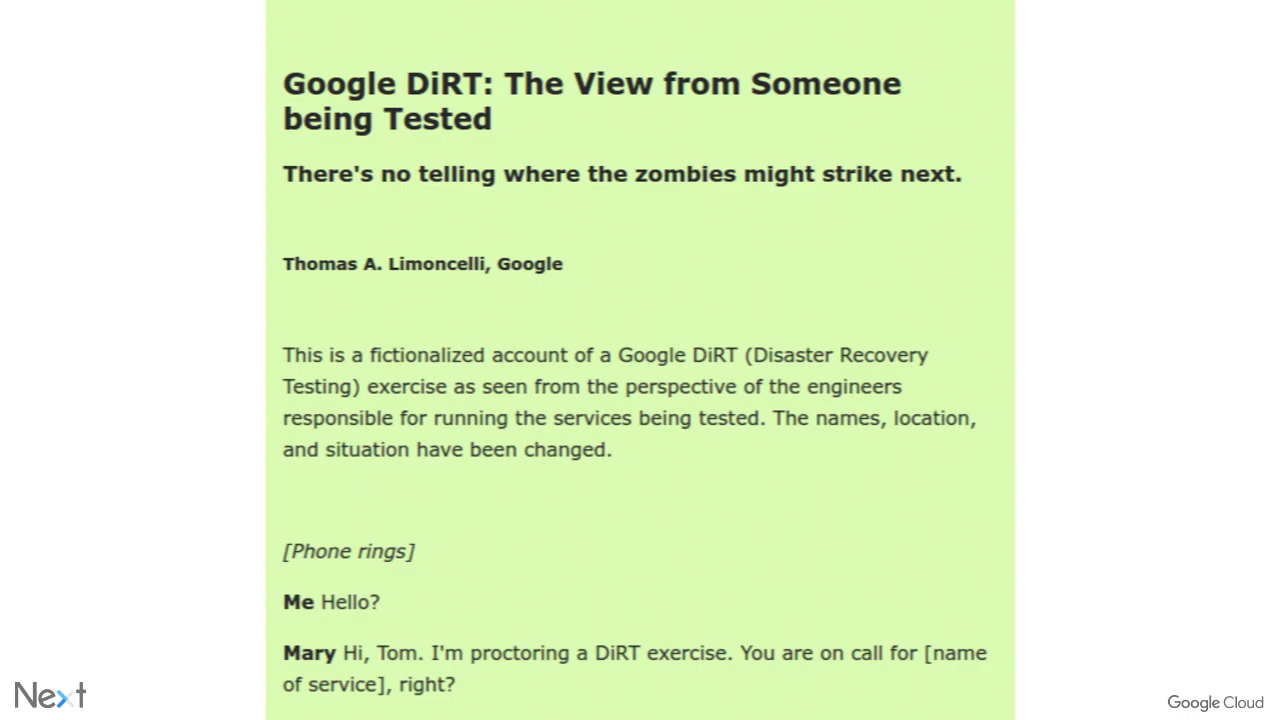 Google DiRT: The View from Someone
being Tested
There's no telling where the zombies might strike next.
Thomas A. Limoncelli, Google
This is a fictionalized account of a Google DiRT (Disaster Recovery
Testing) exercise as seen from the perspective of the engineers
responsible for running the services being tested. The names, location,
and situation have been changed.
[Phone rings]
Me Hello?
Mary Hi, Tom. I'm proctoring a DiRT exercise. You are on call for [name
of service], right?
Next
Google Cloud